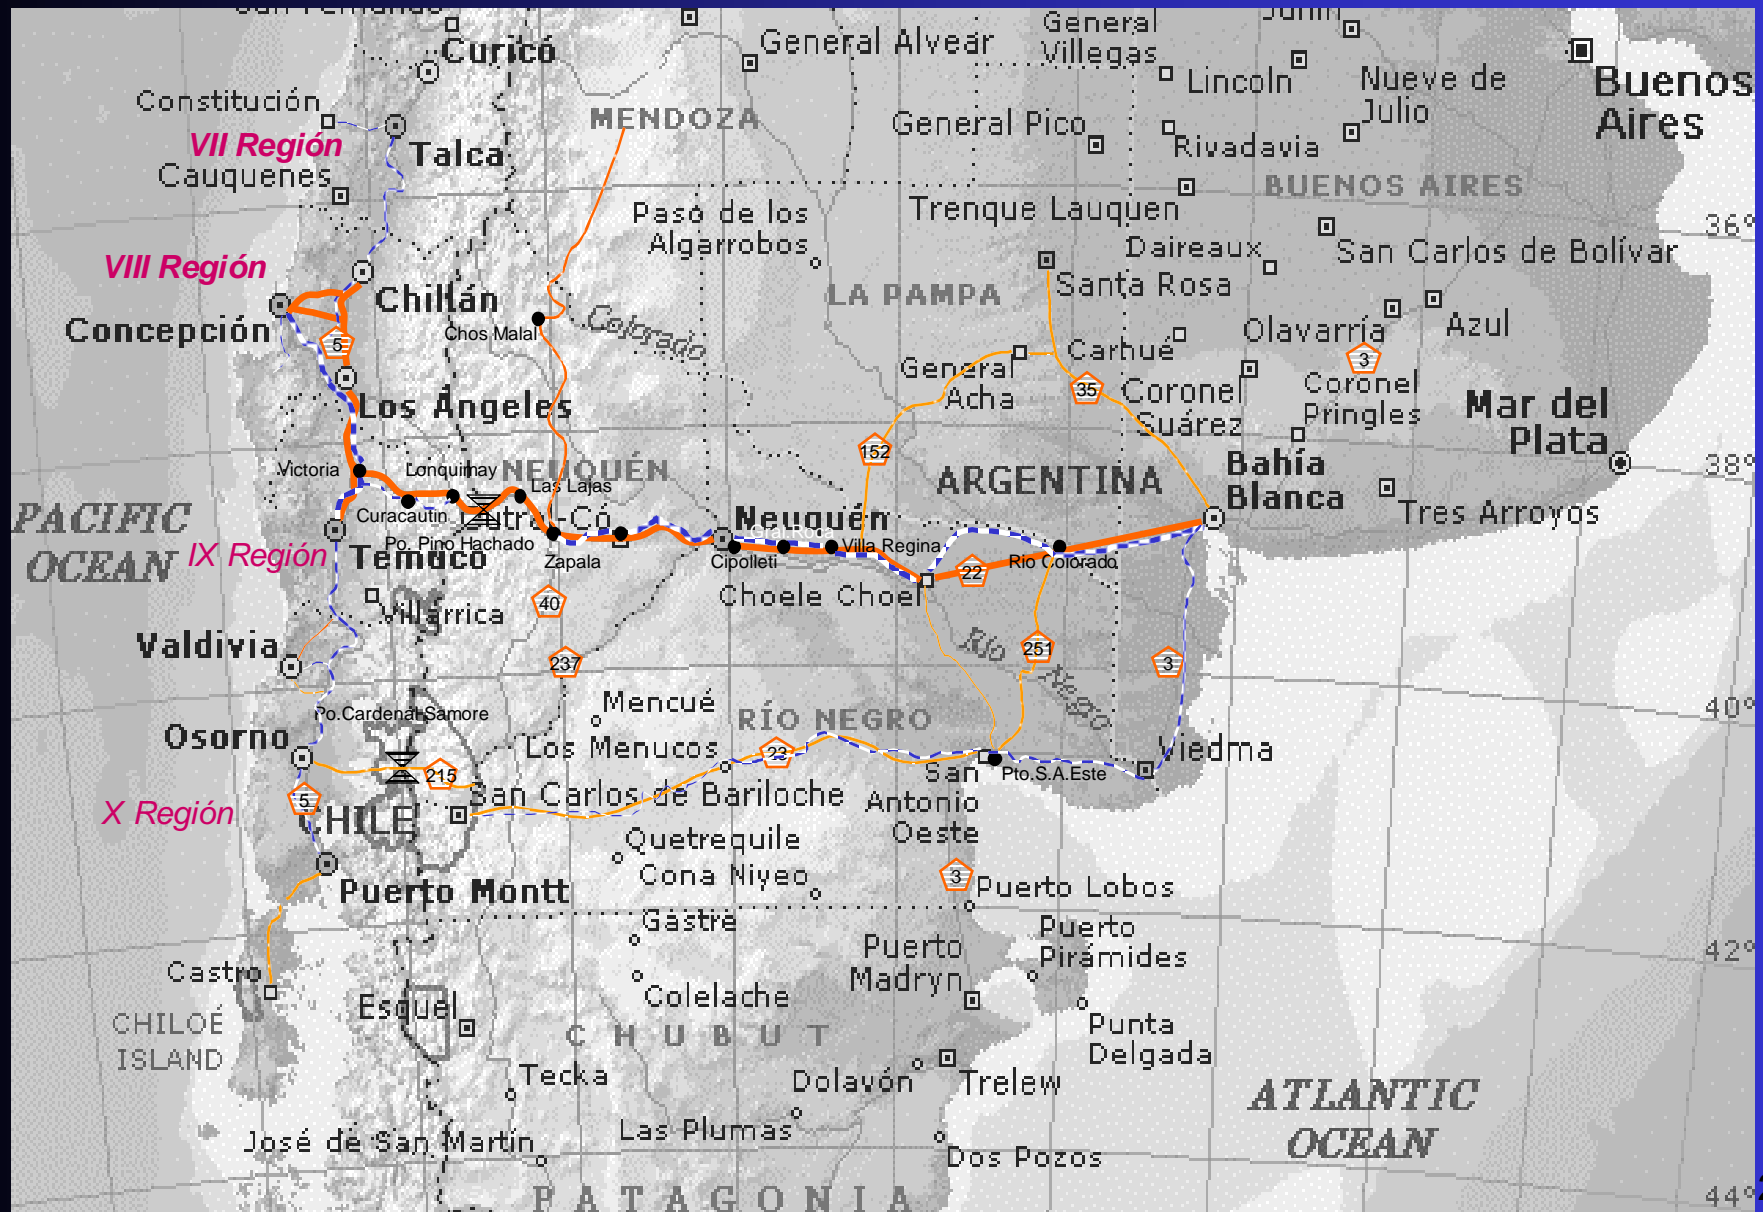 Curicó
General Alvear
General
Villegas
Lincoln
Nueve de
Julio
Buenos
Aires
Constitución
MENDOZA
General Pico
VII Región
Talca
Rivadavia
Cauquenes
BUENOS AIRES
Paso de los
Algarrobos
Trenque Lauquen
36°
Daireaux
San Carlos de Bolívar
VIII Región
Chillán
LA PAMPA
Santa Rosa
Concepción
Chos Malal
Colorado
Olavarría
Azul
5
General
Acha
Carhué
3
35
Coronel
Suárez
Coronel
Pringles
Mar del
Plata
Los Ángeles
152
Victoria
Lonquimay
NEUQUÉN
Las Lajas
ARGENTINA
Bahía
Blanca
38°
PACIFIC
OCEAN
Curacautin
Neuquén
Tres Arroyos
IX Región
Temuco
Po. Pino Hachado
Zapala
Cipolleti
Villa Regina
Rio Colorado
22
Villarrica
40
Choele Choel
Valdivia
237
Río
Negro
251
3
Po.Cardenal Samore
Mencué
RÍO NEGRO
40°
Osorno
Los Menucos
23
Viedma
215
San
Antonio
Oeste
Pto.S.A.Este
5
San Carlos de Bariloche
X Región
CHILE
Quetrequile
Puerto Montt
Cona Niyeo
3
Puerto Lobos
Gastre
Puerto
Madryn
Puerto
Pirámides
42°
Castro
Esquel
Colelache
CHILOÉ
ISLAND
CHUBUT
Punta
Delgada
Tecka
Dolavón
Trelew
ATLANTIC
OCEAN
José de San Martín
Las Plumas
Dos Pozos
PATAGONIA
44°